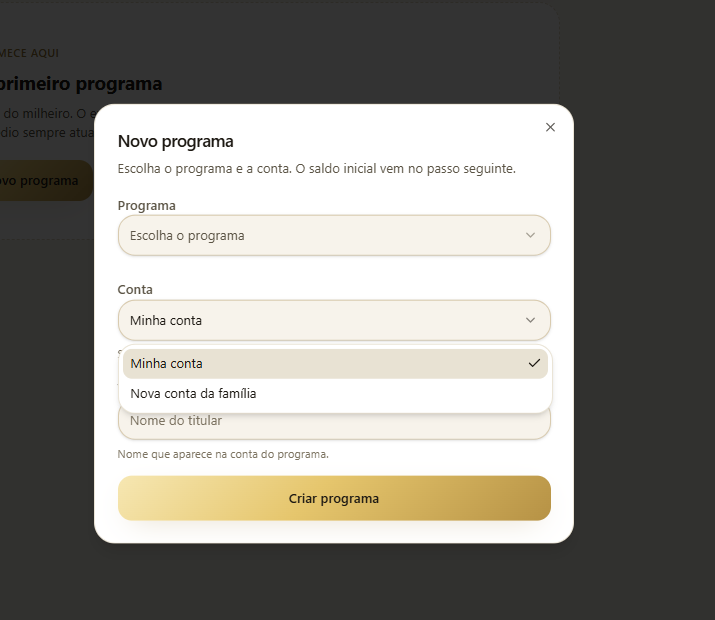 MECE AQUI
primeiro programa
do milheiro. O
dio sempre
programa
Novo programa
Escolha o programa e a conta. O saldo inicial vem no passo seguinte.
Programa
Escolha o programa
Conta
Minha conta
Minha conta
Nova conta da família
Nome do titular
Nome que aparece na conta do programa.
Criar programa